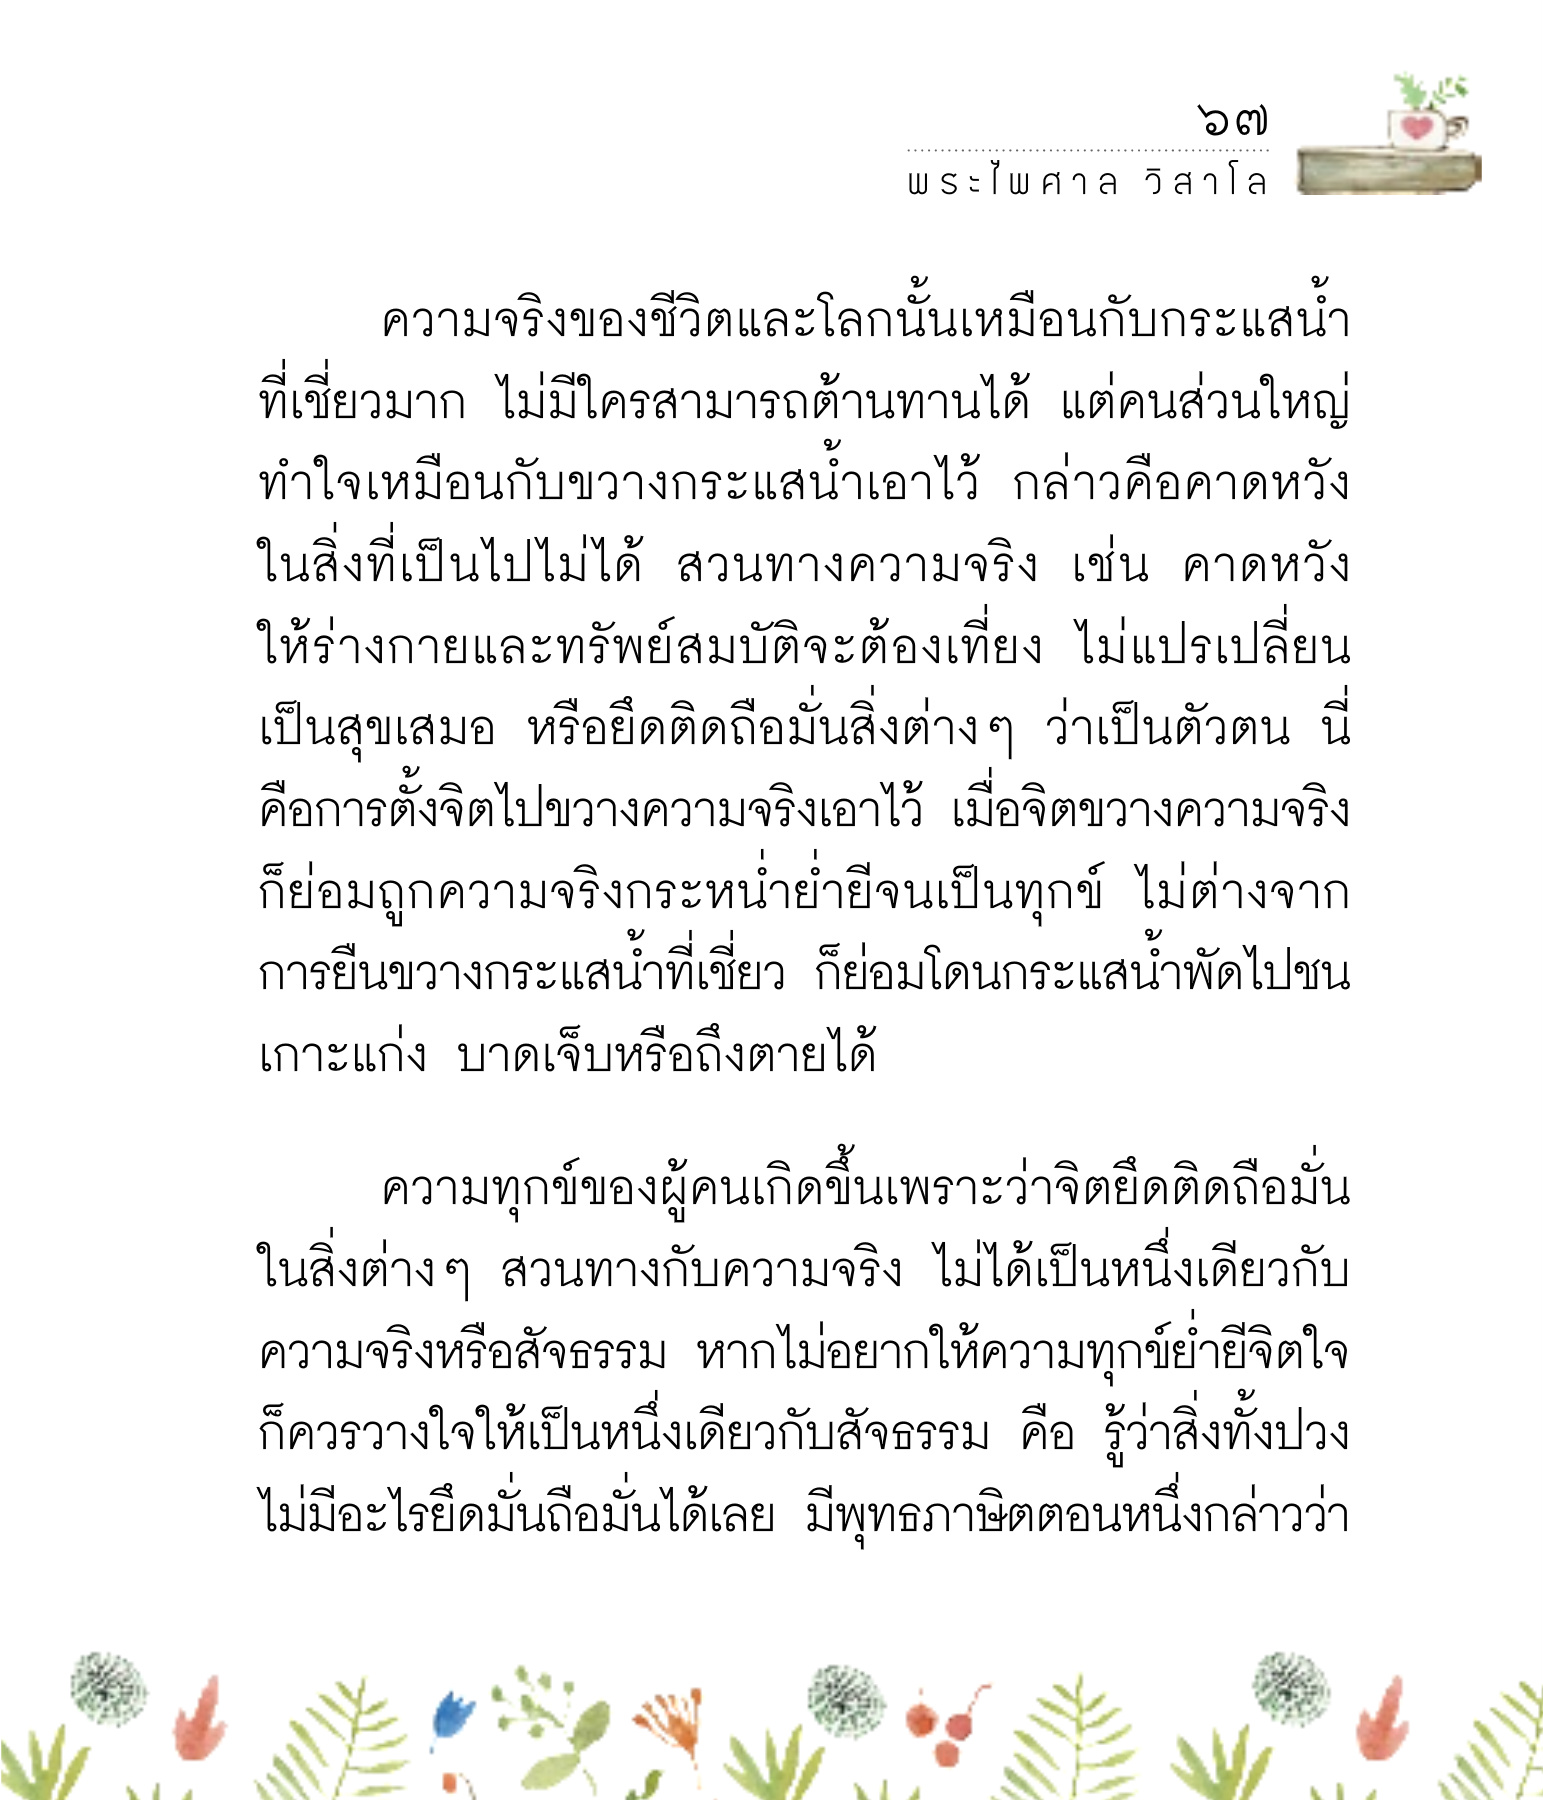 ๖๗
พระไพศาล วิสาโล
ความจริงของชีวิตและโลกนั้นเหมือนกับกระแสน้ำ
ที่เชี่ยวมาก ไม่มีใครสามารถต้านทานได้ แต่คนส่วนใหญ่
ทำใจเหมือนกับขวางกระแสน้ำเอาไว้ กล่าวคือคาดหวัง
ในสิ่งที่เป็นไปไม่ได้ สวนทางความจริง เช่น คาดหวัง
ให้ร่างกายและทรัพย์สมบัติจะต้องเที่ยง ไม่แปรเปลี่ยน
เป็นสุขเสมอ หรือยึดติดถือมั่นสิ่งต่างๆ ว่าเป็นตัวตน นี่
คือการตั้งจิตไปขวางความจริงเอาไว้ เมื่อจิตขวางความจริง
ก็ย่อมถูกความจริงกระหน่ำย่ำยีจนเป็นทุกข์ ไม่ต่างจาก
การยืนขวางกระแสน้ำที่เชี่ยว ก็ย่อมโดนกระแสน้ำพัดไปชน
เกาะแก่ง บาดเจ็บหรือถึงตายได้
ความทุกข์ของผู้คนเกิดขึ้นเพราะว่าจิตยึดติดถือมั่น
ในสิ่งต่างๆ สวนทางกับความจริง ไม่ได้เป็นหนึ่งเดียวกับ
ความจริงหรือสัจธรรม หากไม่อยากให้ความทุกข์ย่ำยีจิตใจ
ก็ควรวางใจให้เป็นหนึ่งเดียวกับสัจธรรม คือ รู้ว่าสิ่งทั้งปวง
ไม่มีอะไรยึดมั่นถือมั่นได้เลย มีพุทธภาษิตตอนหนึ่งกล่าวว่า